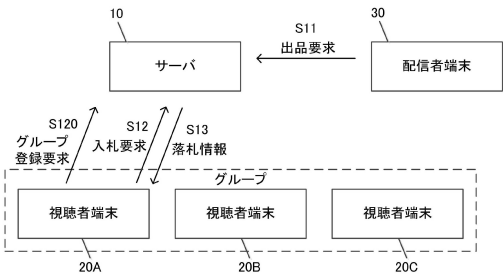 10
30
S11
出品要求
サーバ
配信者端末
S120
グループ
登録要求
S12
入札要求
S13
落札情報
グループ
視聴者端末
視聴者端末
視聴者端末
20A
20B
20C